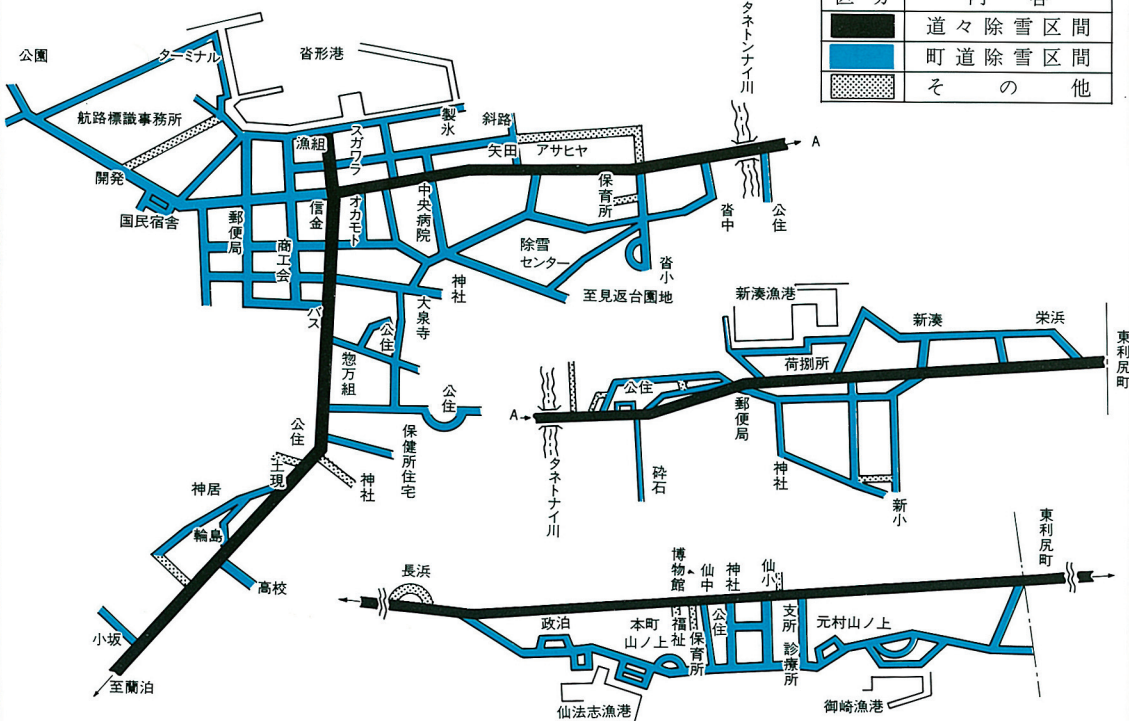 区分 内容
道々除雪区間
町道除雪区間
その他
公園
ターミナル
沓形港
タネトンナイ川
航路標識事務所
漁組
スガワラ
製氷
斜路
矢田
アサヒヤ
A
開発
国民宿舎
郵便局
商工会
信金
オカモト
中央病院
保育所
沓中
公住
除雪
センター
沓小
神社
至見返台園地
大泉寺
バス
公住
惣万組
公住
保健所住宅
公住
土現
神社
神居
輪島
高校
小坂
至蘭泊
新湊漁港
新湊
栄浜
東利尻町
荷捌所
公住
A
郵便局
タネトナイ川
砕石
神社
新小
東利尻町
長浜
博物館
仙中
神社
仙小
政泊
本町
山ノ上
福祉
保育所
公住
支所
診療所
元村山ノ上
仙法志漁港
御崎漁港